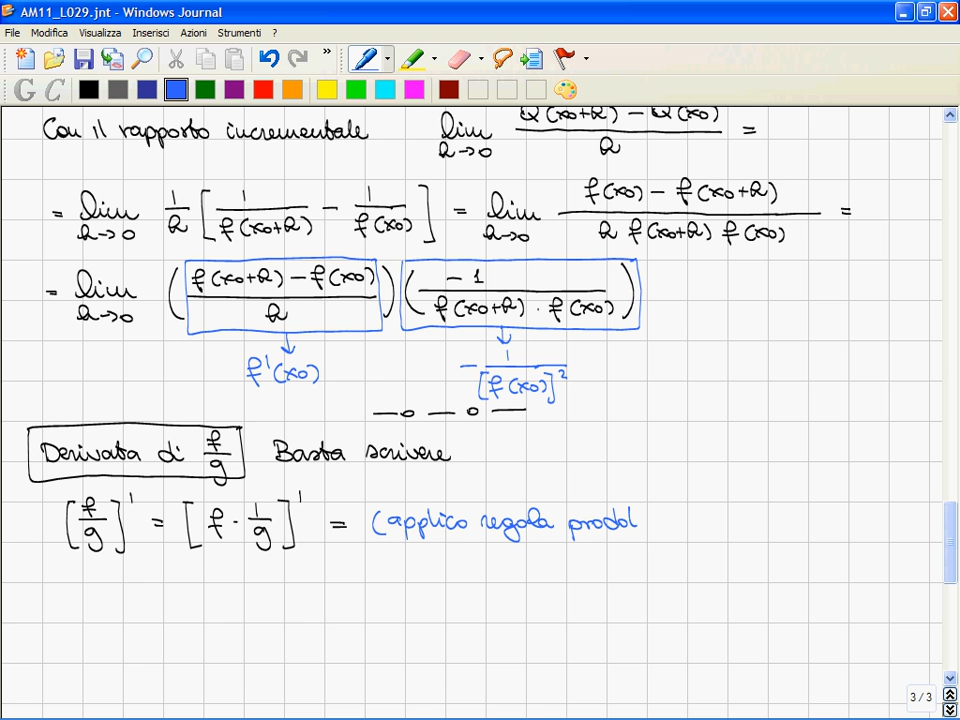 AM11_L029.jnt - Windows Journal
File Modifica Visualizza Inserisci Azioni Strumenti ?
G C
Con il rapporto incrementale lim h→0 (Q(x0+h) - Q(x0))/h =
= lim h→0 1/h [1/f(x0+h) - 1/f(x0)] = lim h→0 (f(x0) - f(x0+h))/(h f(x0+h) f(x0)) =
= lim h→0 ((f(x0+h) - f(x0))/h) (-1/(f(x0+h) · f(x0)))
↓ ↓
f'(x0) - 1/[f(x0)]²
—o—o—
Derivata di f/g Basta scrivere
[f/g]' = [f · 1/g]' = (applico regola prodot
3 / 3